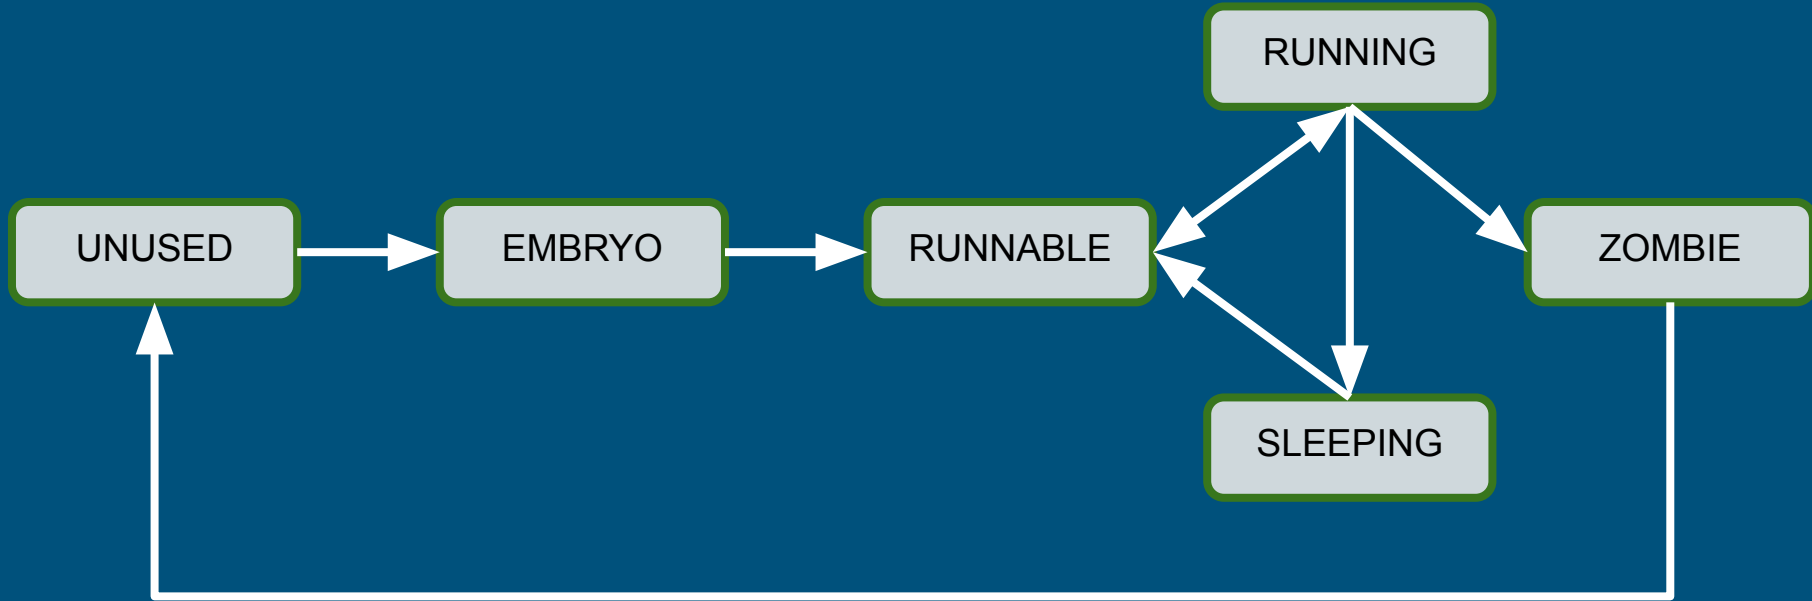 RUNNING
UNUSED
EMBRYO
RUNNABLE
ZOMBIE
SLEEPING